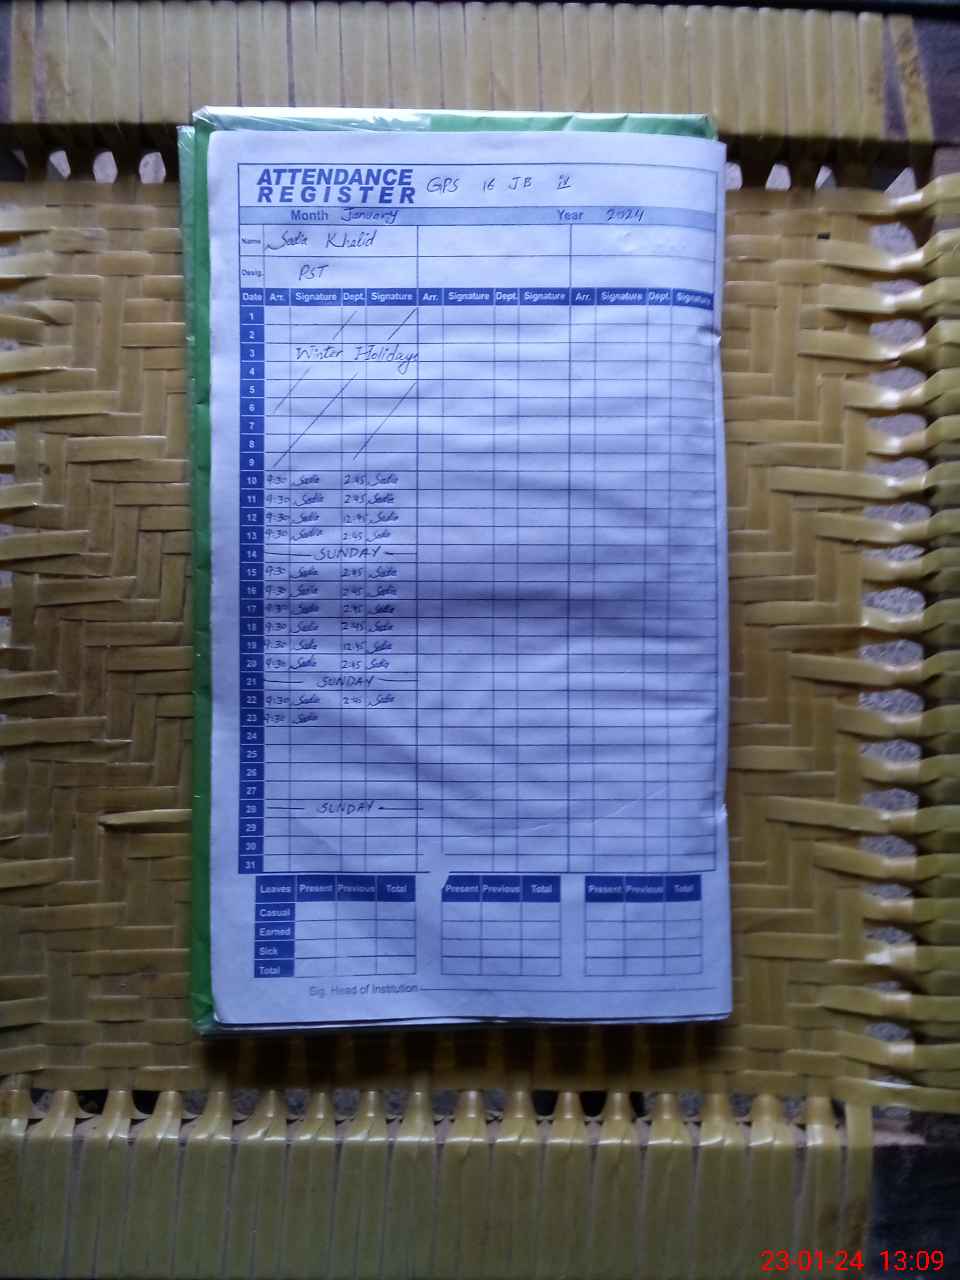 ATTENDANCE REGISTER GPS 16 JB
Month January Year 2024
Name Sadia Khalid
Desig. PST
Date Arr. Signature Dept. Signature Arr. Signature Dept. Signature Arr. Signature Dept. Signature
1
2
3 Winter Holidays
4
5
6
7
8
9
10 9:30 Sadia 2:45 Sadia
11 9:30 Sadia 2:45 Sadia
12 9:30 Sadia 12:45 Sadia
13 9:30 Sadia 2:45 Sadia
14 SUNDAY
15 9:30 Sadia 2:45 Sadia
16 9:30 Sadia 2:45 Sadia
17 9:30 Sadia 2:45 Sadia
18 9:30 Sadia 2:45 Sadia
19 9:30 Sadia 12:45 Sadia
20 9:30 Sadia 2:45 Sadia
21 SUNDAY
22 9:30 Sadia 2:45 Sadia
23 9:30 Sadia
24
25
26
27
28 SUNDAY
29
30
31
Leaves Present Previous Total Present Previous Total Present Previous Total
Casual
Earned
Sick
Total
Sig. Head of Institution
23-01-24 13:09